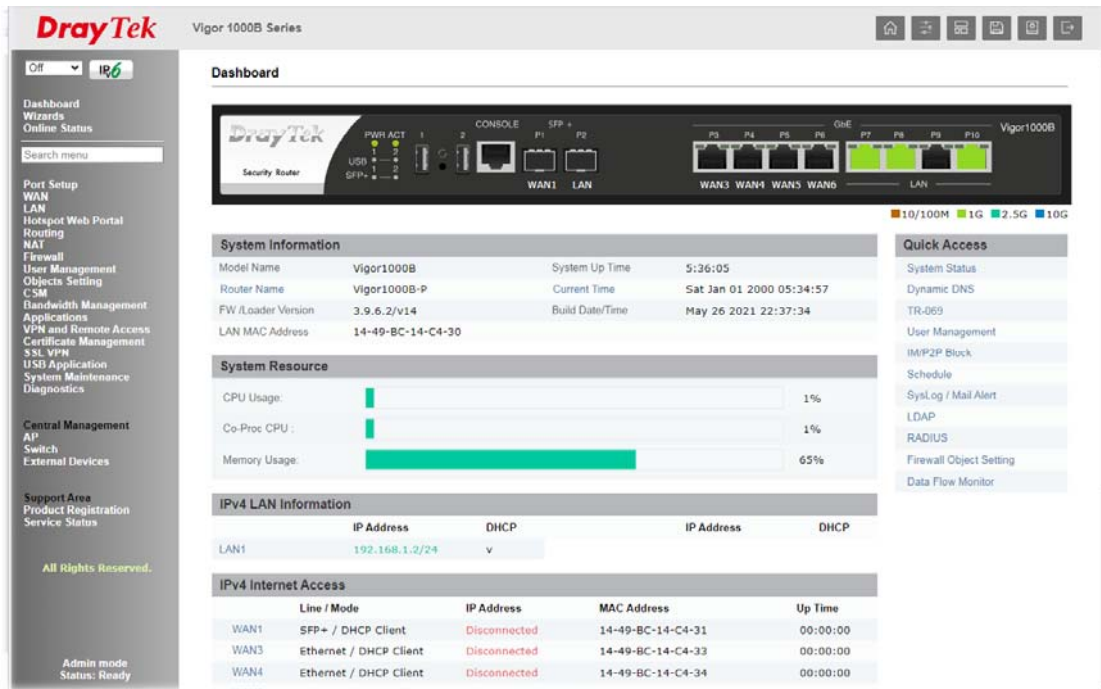 DrayTek
Vigor 1000B Series
Off
IPv6
Dashboard
Wizards
Online Status
Search menu
Port Setup
WAN
LAN
Hotspot Web Portal
Routing
NAT
Firewall
User Management
Objects Setting
CSM
Bandwidth Management
Applications
VPN and Remote Access
Certificate Management
SSL VPN
USB Application
System Maintenance
Diagnostics
Central Management
AP
Switch
External Devices
Support Area
Product Registration
Service Status
All Rights Reserved.
Admin mode
Status: Ready
Dashboard
DrayTek
Security Router
PWR ACT 1 2
USB 1 2
SFP+ 1 2
CONSOLE
SFP +
P1 P2
WAN1 LAN
GbE
P3 P4 P5 P6 P7 P8 P9 P10
Vigor1000B
WAN3 WAN4 WAN5 WAN6 LAN
10/100M 1G 2.5G 10G
System Information
Model Name Vigor1000B System Up Time 5:36:05
Router Name Vigor1000B-P Current Time Sat Jan 01 2000 05:34:57
FW /Loader Version 3.9.6.2/v14 Build Date/Time May 26 2021 22:37:34
LAN MAC Address 14-49-BC-14-C4-30
System Resource
CPU Usage: 1%
Co-Proc CPU : 1%
Memory Usage: 65%
IPv4 LAN Information
IP Address DHCP IP Address DHCP
LAN1 192.168.1.2/24 v
IPv4 Internet Access
Line / Mode IP Address MAC Address Up Time
WAN1 SFP+ / DHCP Client Disconnected 14-49-BC-14-C4-31 00:00:00
WAN3 Ethernet / DHCP Client Disconnected 14-49-BC-14-C4-33 00:00:00
WAN4 Ethernet / DHCP Client Disconnected 14-49-BC-14-C4-34 00:00:00
Quick Access
System Status
Dynamic DNS
TR-069
User Management
IM/P2P Block
Schedule
SysLog / Mail Alert
LDAP
RADIUS
Firewall Object Setting
Data Flow Monitor